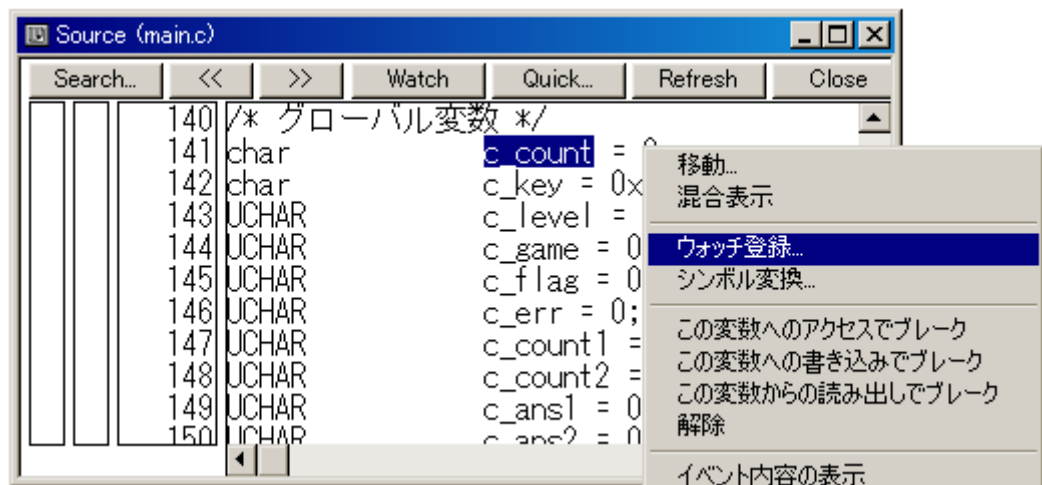 Source (main.c)
Search... << >> Watch Quick... Refresh Close
140 /* グローバル変数 */
141 char c_count =
142 char c_key = 0x
143 UCHAR c_level =
144 UCHAR c_game = 0
145 UCHAR c_flag = 0
146 UCHAR c_err = 0;
147 UCHAR c_count1 =
148 UCHAR c_count2 =
149 UCHAR c_ans1 = 0
150 UCHAR c_ans2 = 0
移動...
混合表示
ウォッチ登録...
シンボル変換...
この変数へのアクセスでブレーク
この変数への書き込みでブレーク
この変数からの読み出しでブレーク
解除
イベント内容の表示